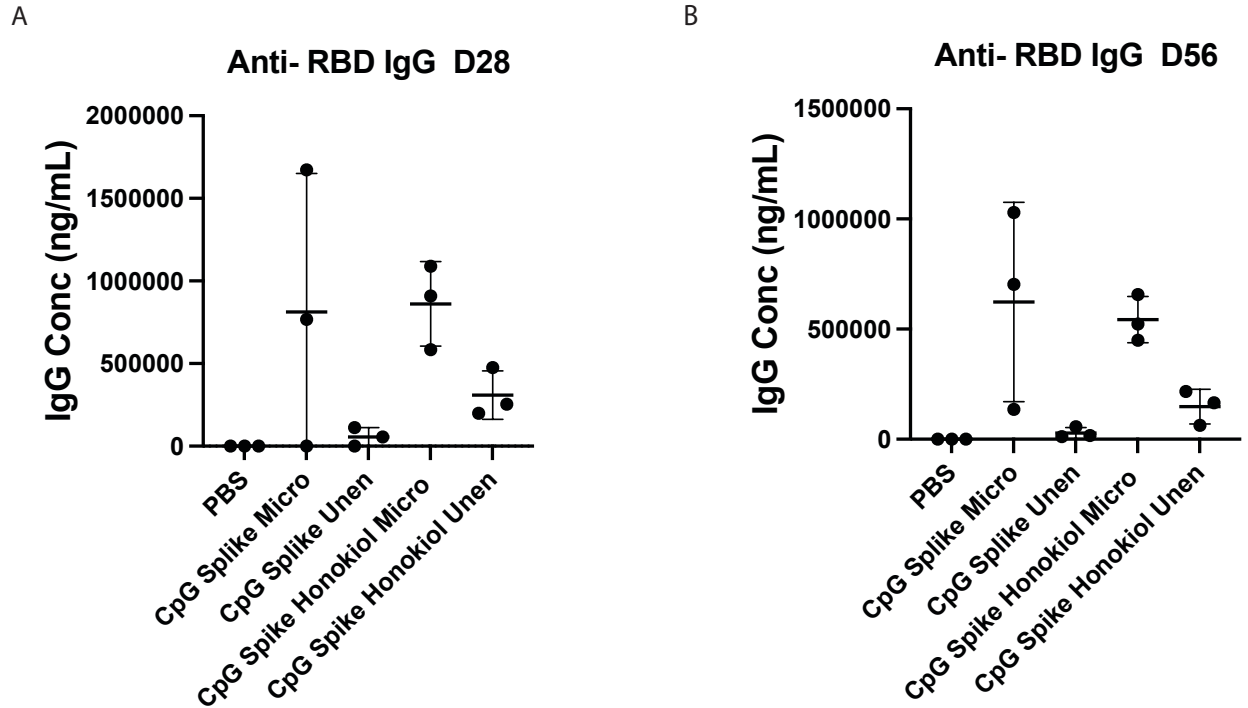 A
Anti- RBD IgG D28
IgG Conc (ng/mL)
2000000
1500000
1000000
500000
0
PBS
CpG Splike Micro
CpG Splike Unen
CpG Spike Honokiol Micro
CpG Spike Honokiol Unen
B
Anti- RBD IgG D56
IgG Conc (ng/mL)
1500000
1000000
500000
0
PBS
CpG Splike Micro
CpG Splike Unen
CpG Spike Honokiol Micro
CpG Spike Honokiol Unen